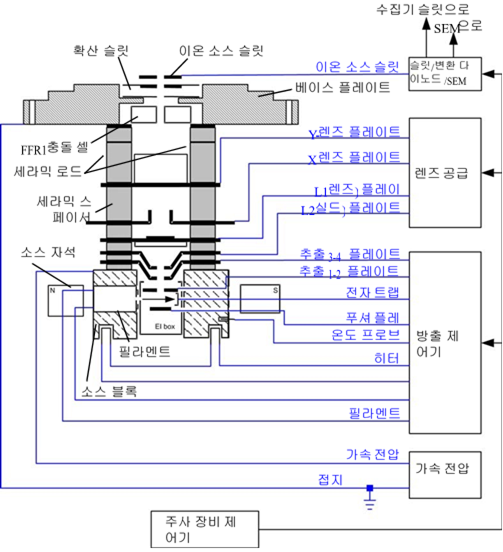 수집기 슬릿으로
SEM으로
확산 슬릿
이온 소스 슬릿
이온 소스 슬릿
슬릿/변환 다
이노드 /SEM
베이스 플레이트
FFR1충돌 셀
세라믹 로드
Y렌즈 플레이트
X렌즈 플레이트
렌즈 공급
세라믹 스
페이서
L1렌즈) 플레이
L2실드) 플레이트
소스 자석
추출 3-4 플레이트
추출 1-2 플레이트
N
S
전자 트랩
EI box
푸셔 플레
온도 프로브
방출 제
어기
필라멘트
히터
소스 블록
필라멘트
가속 전압
가속 전압
접지
주사 장비 제
어기